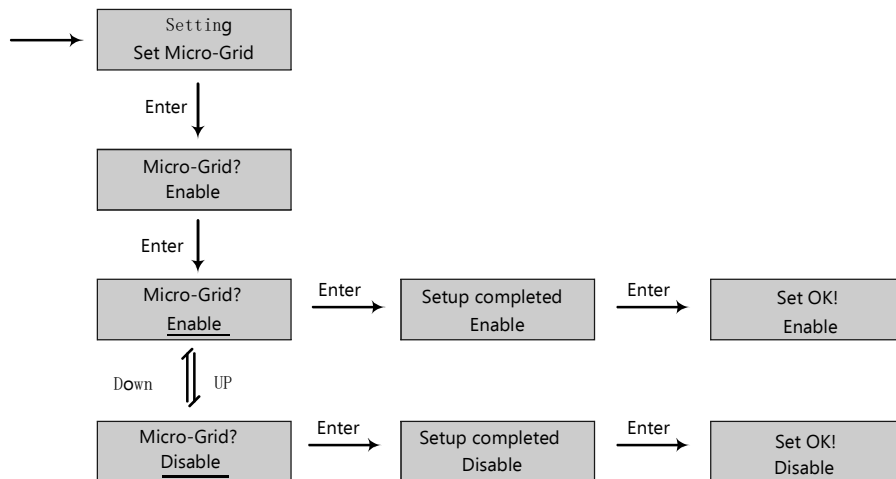 Setting
Set Micro-Grid
Enter
Micro-Grid?
Enable
Enter
Micro-Grid?
Enable
Enter
Setup completed
Enable
Enter
Set OK!
Enable
Down
UP
Micro-Grid?
Disable
Enter
Setup completed
Disable
Enter
Set OK!
Disable